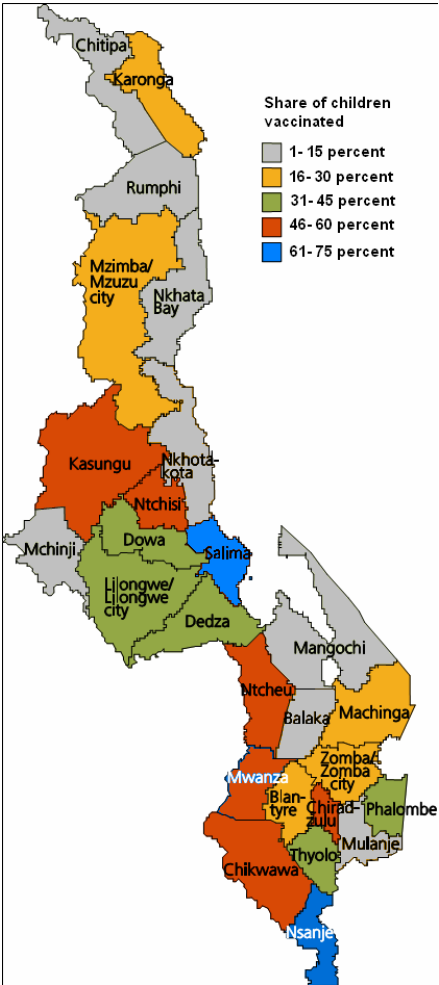 Chitipa
Karonga
Share of children
vaccinated
1- 15 percent
16- 30 percent
31- 45 percent
46- 60 percent
61- 75 percent
Rumphi
Mzimba/
Mzuzu
city
Nkhata
Bay
Kasungu
Nkhota-
kota
Ntchisi
Mchinji
Dowa
Salima
Lilongwe/
Lilongwe
city
Dedza
Mangochi
Ntcheu
Balaka
Machinga
Zomba/
Zomba
city
Mwanza
Blan-
tyre
Chirad-
zulu
Phalombe
Mulanje
Thyolo
Chikwawa
Nsanje